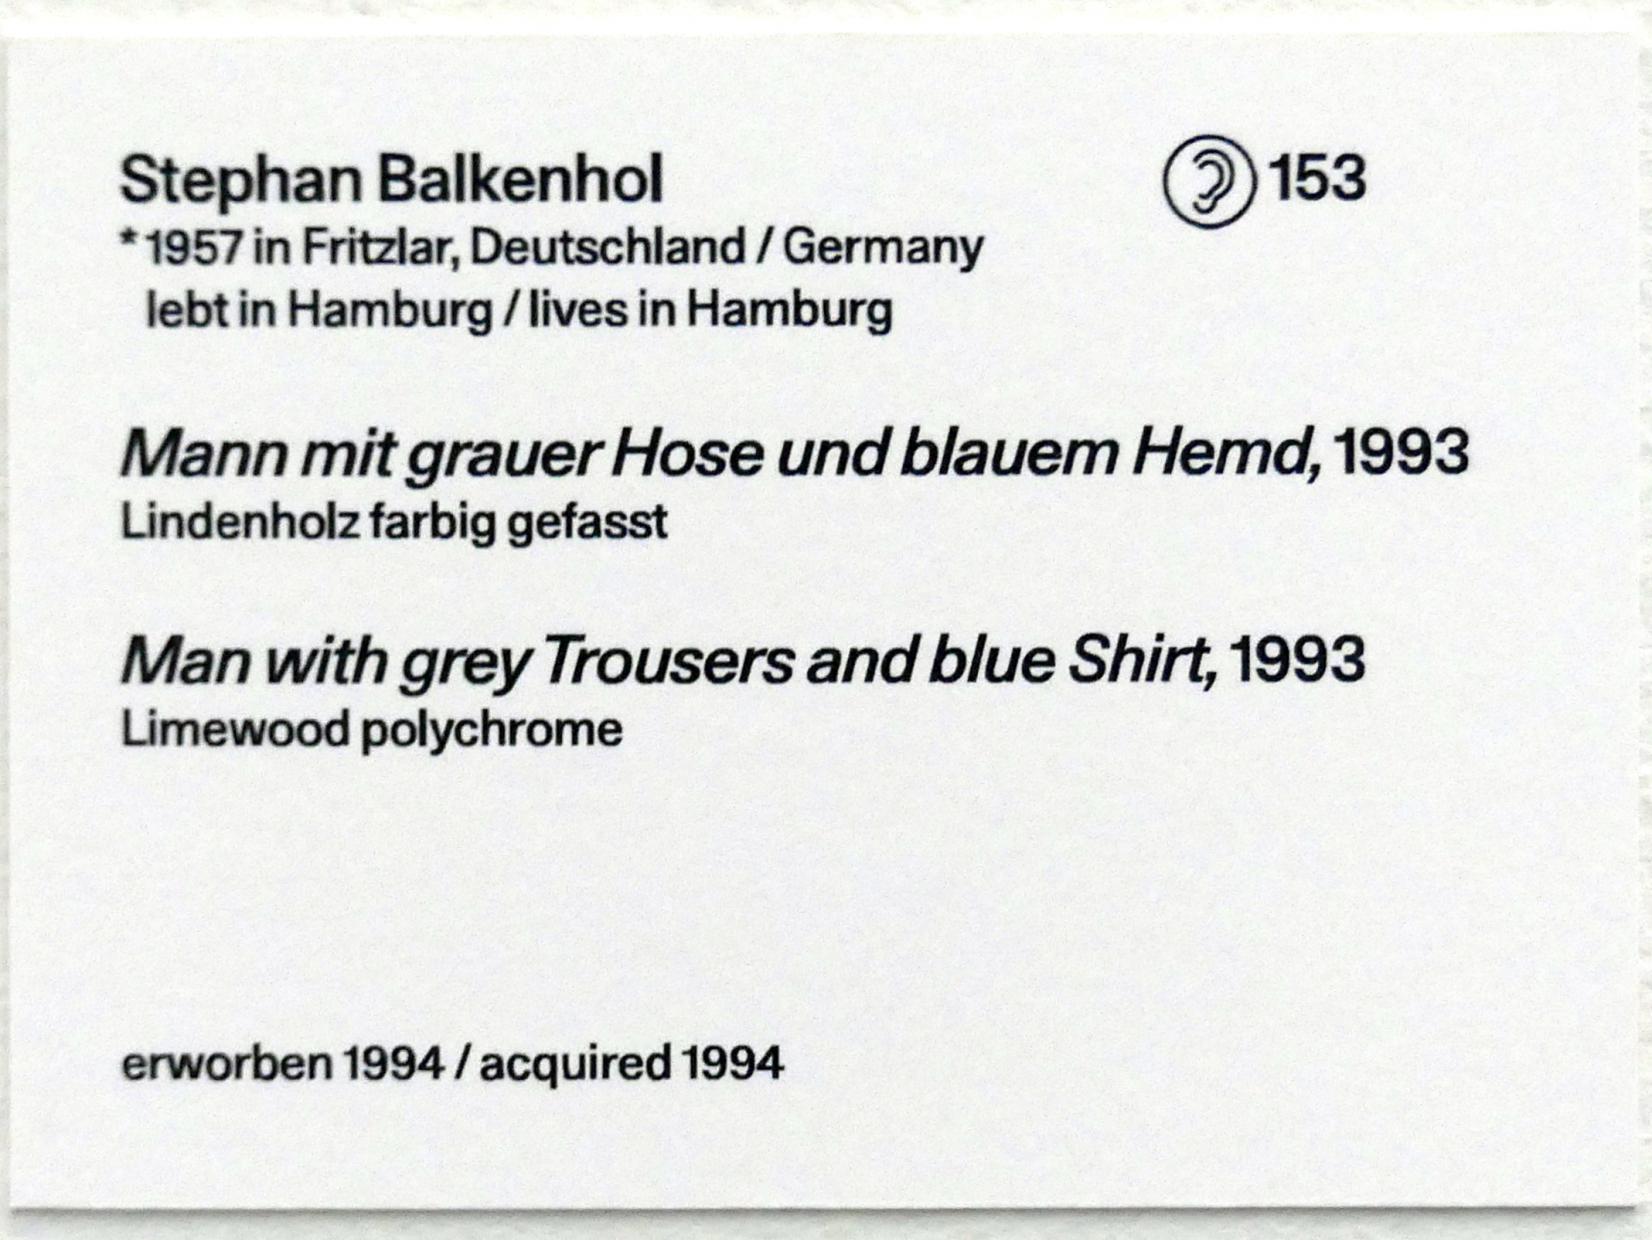 Stephan Balkenhol 153
*1957 in Fritzlar, Deutschland / Germany
lebt in Hamburg / lives in Hamburg
Mann mit grauer Hose und blauem Hemd, 1993
Lindenholz farbig gefasst
Man with grey Trousers and blue Shirt, 1993
Limewood polychrome
erworben 1994 / acquired 1994